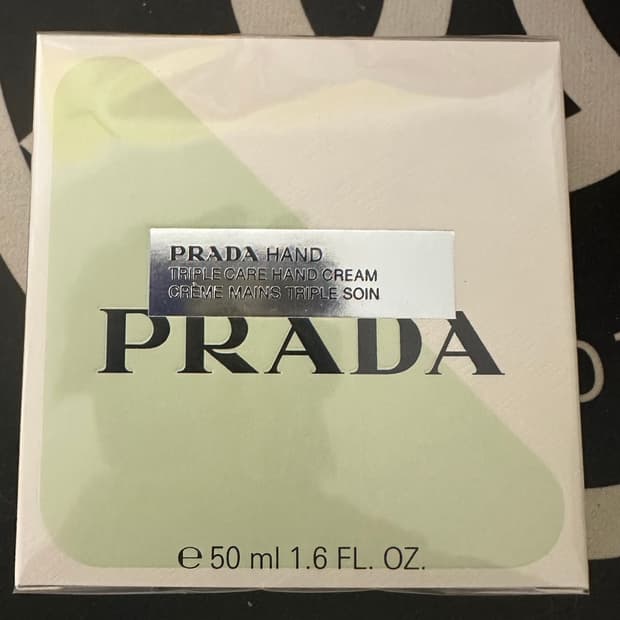 PRADA HAND
TRIPLE CARE HAND CREAM
CRÈME MAINS TRIPLE SOIN
PRADA
℮ 50 ml 1.6 FL. OZ.